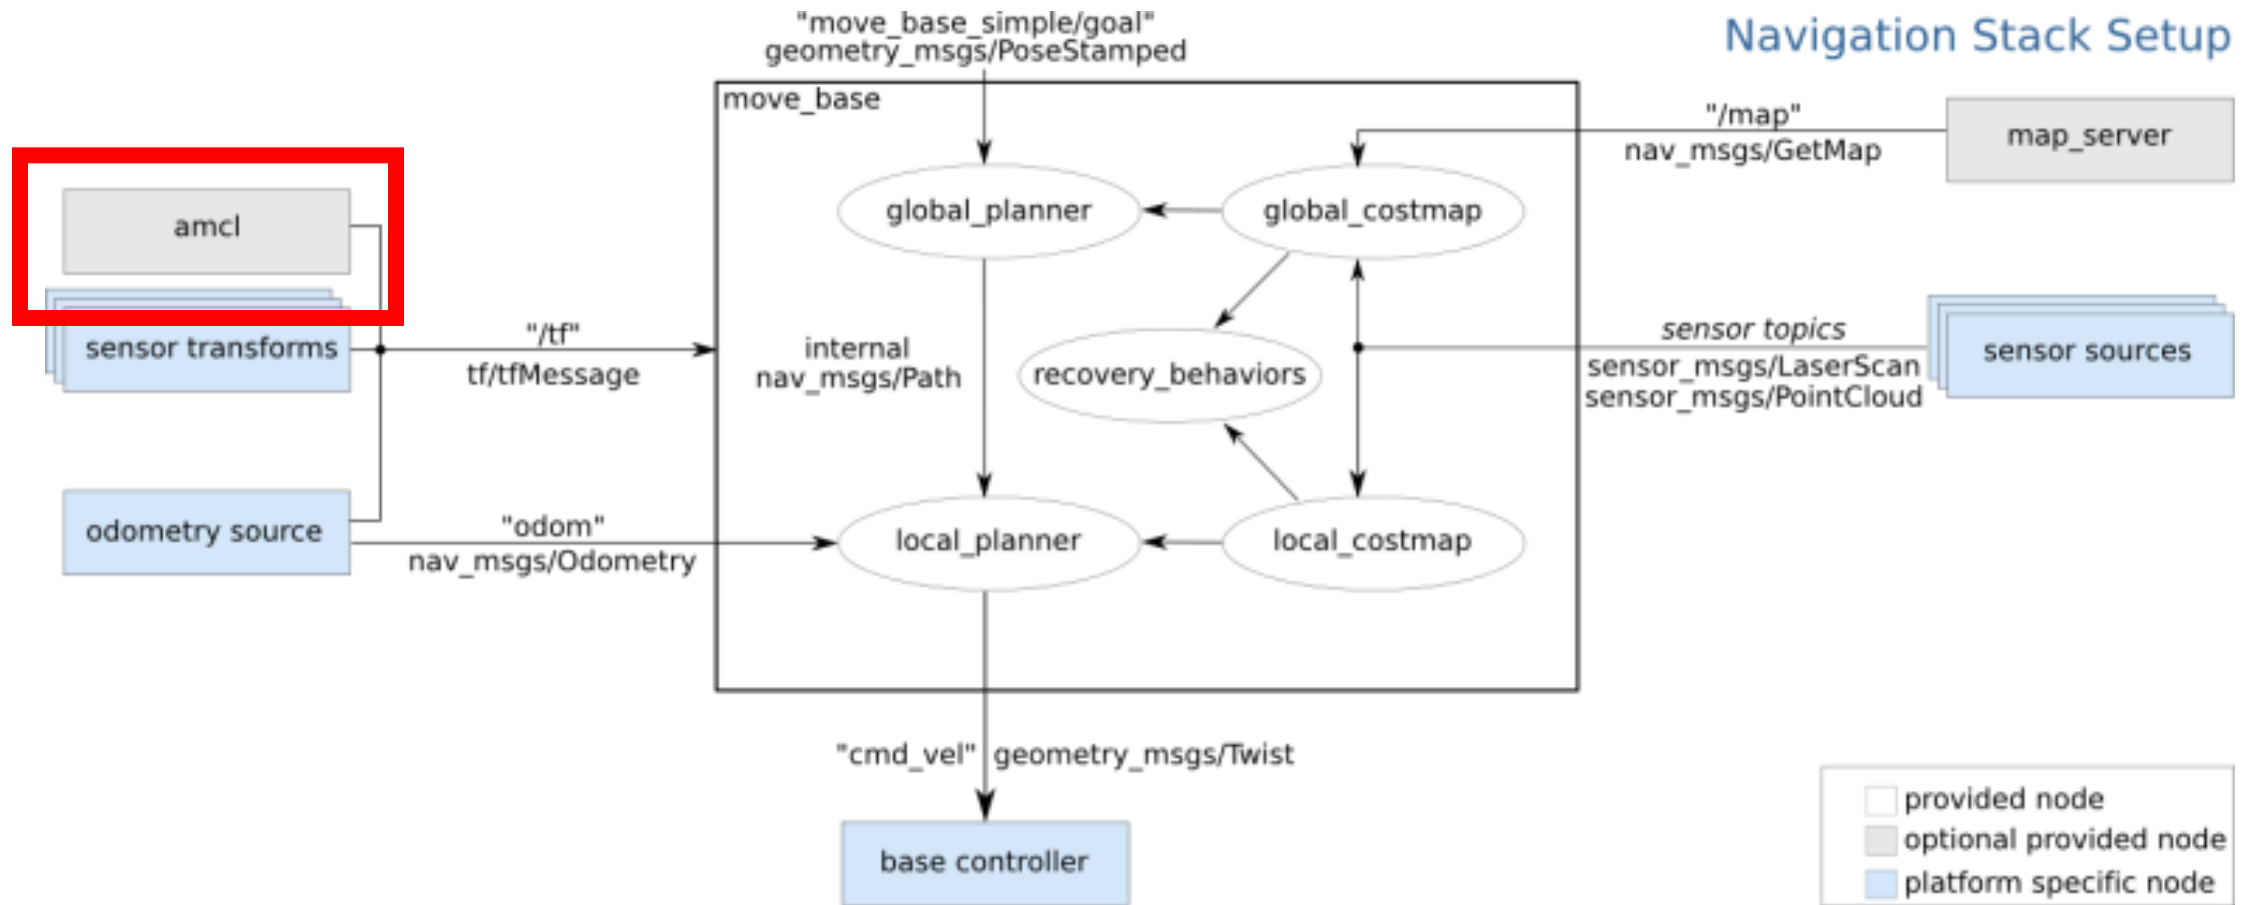 "move_base_simple/goal"
geometry_msgs/PoseStamped
Navigation Stack Setup
move_base
"/map"
nav_msgs/GetMap
map_server
amcl
global_planner
global_costmap
sensor transforms
"/tf"
tf/tfMessage
internal
nav_msgs/Path
recovery_behaviors
sensor topics
sensor_msgs/LaserScan
sensor_msgs/PointCloud
sensor sources
odometry source
"odom"
nav_msgs/Odometry
local_planner
local_costmap
"cmd_vel" geometry_msgs/Twist
base controller
provided node
optional provided node
platform specific node